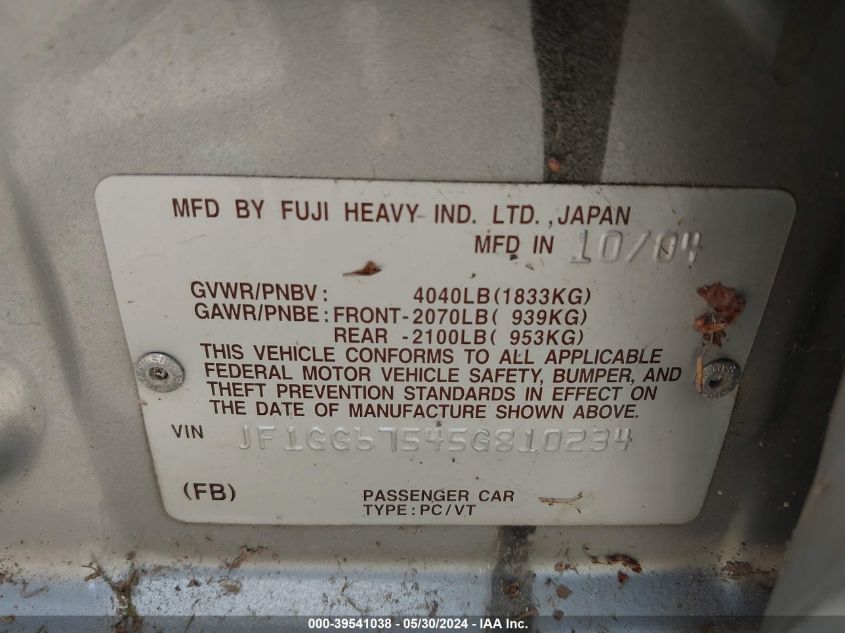 MFD BY FUJI HEAVY IND. LTD.,JAPAN
MFD IN 10/04
GVWR/PNBV: 4040LB(1833KG)
GAWR/PNBE:FRONT-2070LB( 939KG)
REAR -2100LB( 953KG)
THIS VEHICLE CONFORMS TO ALL APPLICABLE
FEDERAL MOTOR VEHICLE SAFETY, BUMPER, AND
THEFT PREVENTION STANDARDS IN EFFECT ON
THE DATE OF MANUFACTURE SHOWN ABOVE.
VIN JF1GG67545G810234
(FB) PASSENGER CAR
TYPE:PC/VT
000-39541038 - 05/30/2024 - IAA Inc.